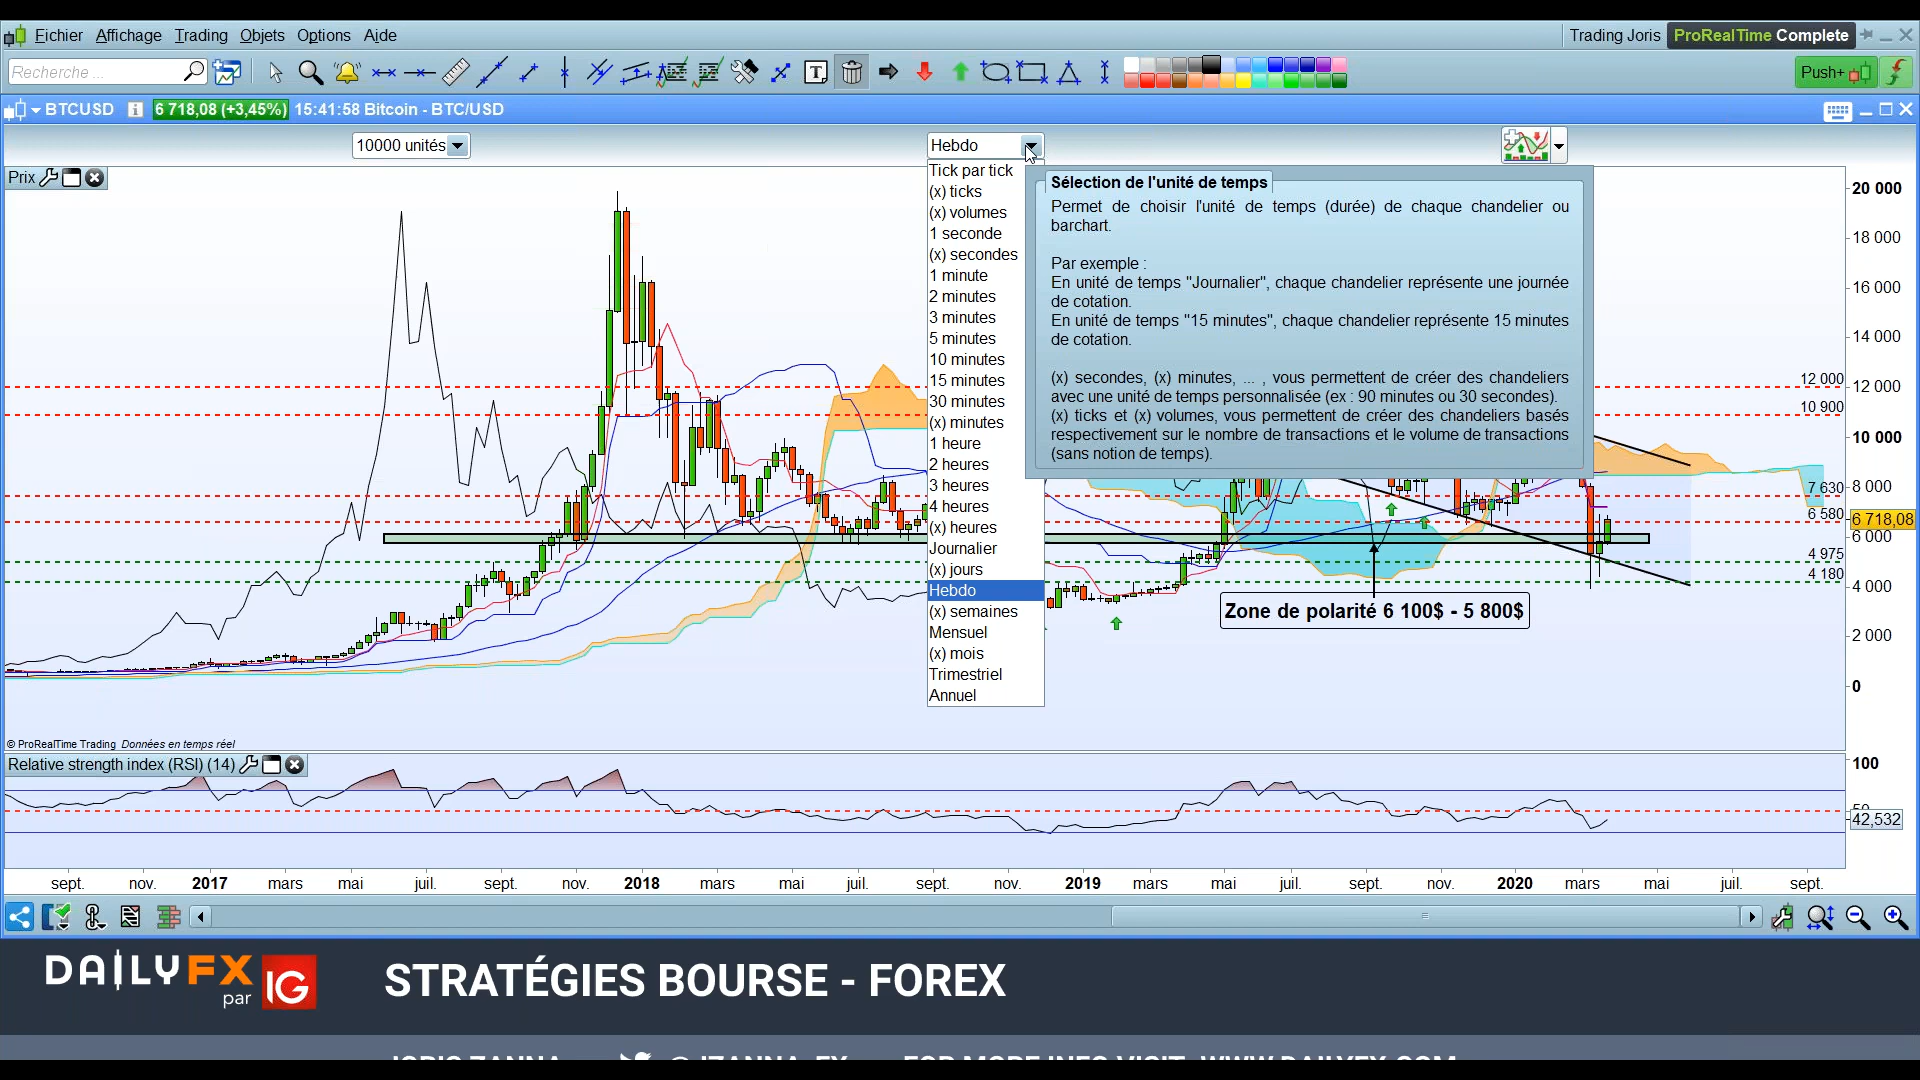 Fichier Affichage Trading Objets Options Aide
Trading Joris ProRealTime Complete
Recherche ...
T
Push+
BTCUSD i 6 718,08 (+3,45%) 15:41:58 Bitcoin - BTC/USD
10000 unités
Hebdo
Prix
Tick par tick
(x) ticks
(x) volumes
1 seconde
(x) secondes
1 minute
2 minutes
3 minutes
5 minutes
10 minutes
15 minutes
30 minutes
(x) minutes
1 heure
2 heures
3 heures
4 heures
(x) heures
Journalier
(x) jours
Hebdo
(x) semaines
Mensuel
(x) mois
Trimestriel
Annuel
Sélection de l'unité de temps
Permet de choisir l'unité de temps (durée) de chaque chandelier ou
barchart.
Par exemple :
En unité de temps "Journalier", chaque chandelier représente une journée
de cotation.
En unité de temps "15 minutes", chaque chandelier représente 15 minutes
de cotation.
(x) secondes, (x) minutes, ... , vous permettent de créer des chandeliers
avec une unité de temps personnalisée (ex : 90 minutes ou 30 secondes).
(x) ticks et (x) volumes, vous permettent de créer des chandeliers basés
respectivement sur le nombre de transactions et le volume de transactions
(sans notion de temps).
20 000
18 000
16 000
14 000
12 000 12 000
10 900
10 000
7 630 8 000
6 580 6 718,08
6 000
4 975
4 180 4 000
2 000
0
Zone de polarité 6 100$ - 5 800$
© ProRealTime Trading Données en temps réel
Relative strength index (RSI) (14)
100
42,532
sept. nov. 2017 mars mai juil. sept. nov. 2018 mars mai juil. sept. nov. 2019 mars mai juil. sept. nov. 2020 mars mai juil. sept.
DAILYFX
par IG
STRATÉGIES BOURSE - FOREX
JORIS ZANNA @JZANNA_FX FOR MORE INFO VISIT: WWW.DAILYFX.COM